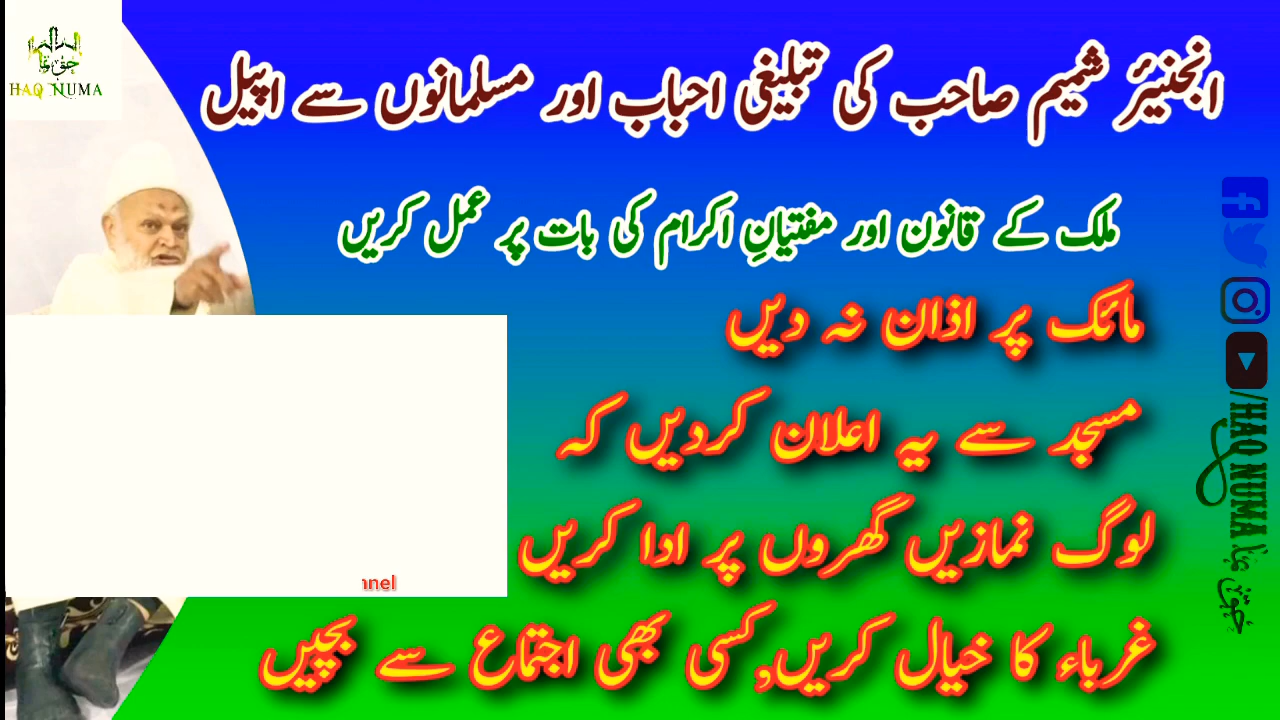 انجنیئر شمیم صاحب کی تبلیغی احباب اور مسلمانوں سے اپیل
HAQ NUMA
ملک کے قانون اور مفتیانِ اکرام کی بات پر عمل کریں
مائک پر اذان نہ دیں
مسجد سے یہ اعلان کردیں کہ
لوگ نمازیں گھروں پر ادا کریں
غرباء کا خیال کریں,کسی بھی اجتماع سے بچیں
nnel
/HAQ NUMA